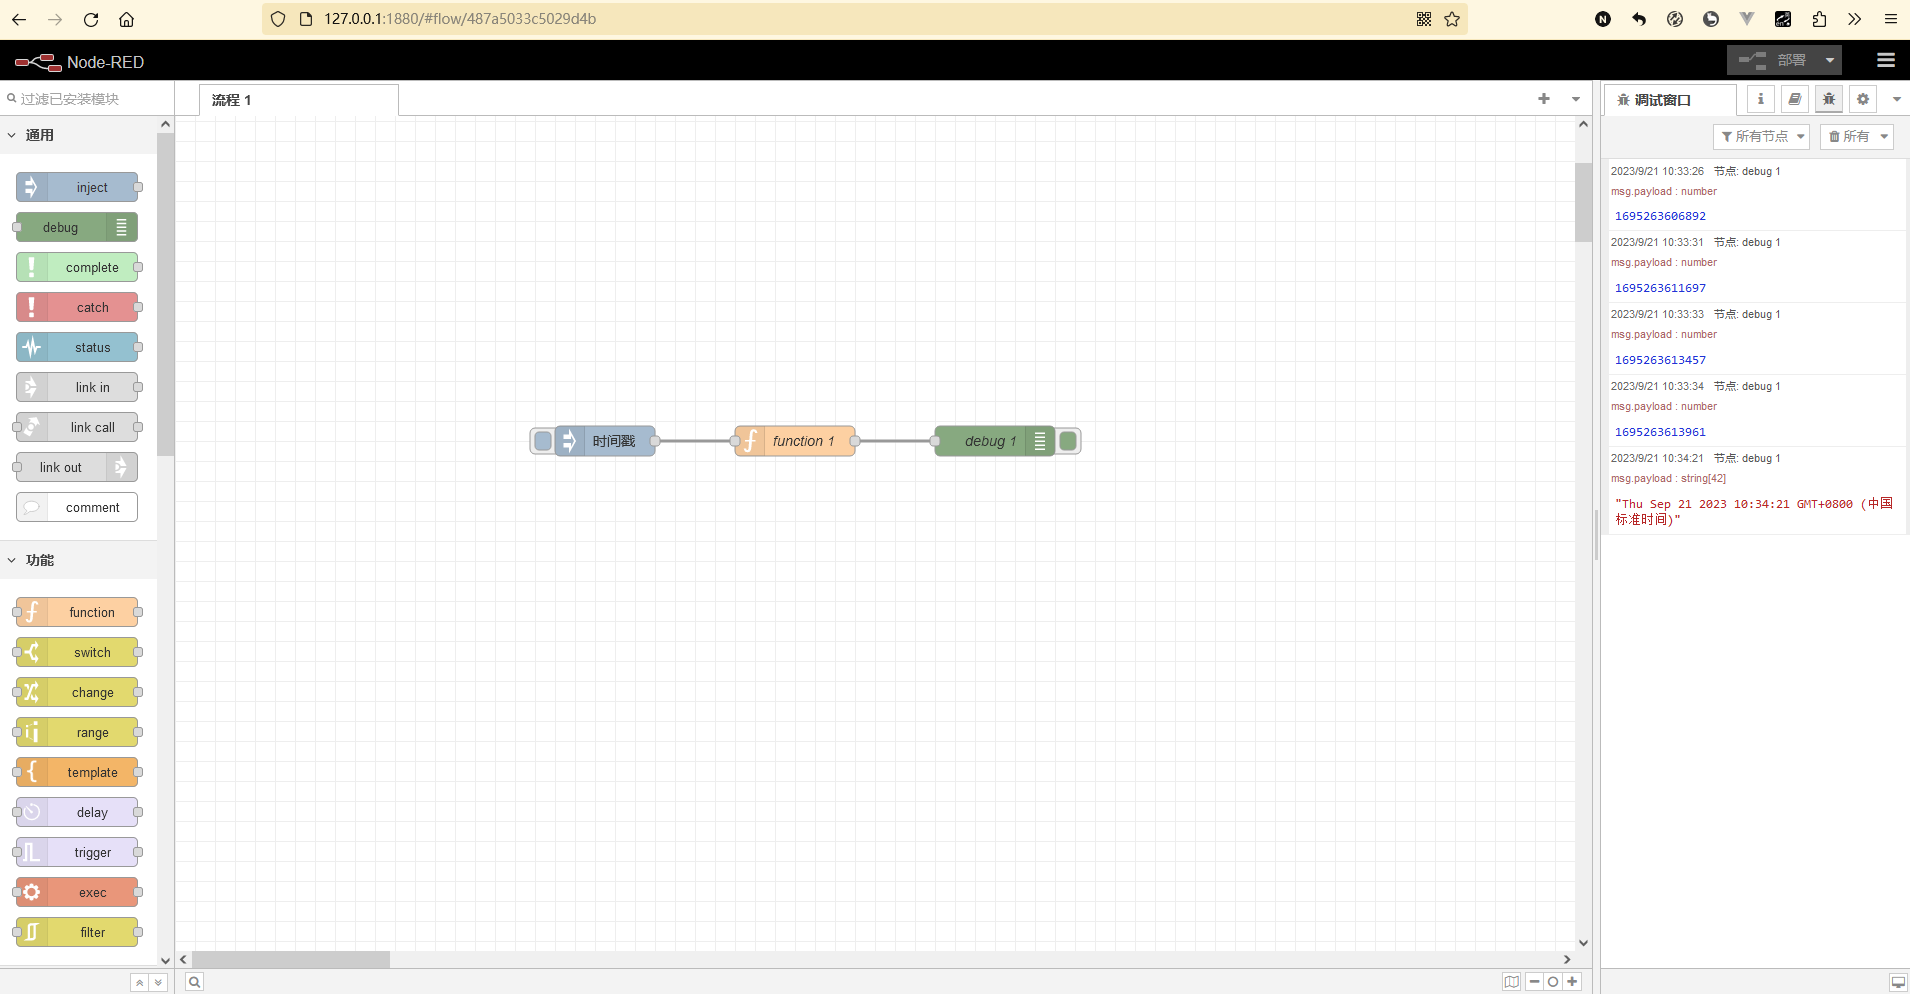 127.0.0.1:1880/#flow/487a5033c5029d4b
Node-RED
部署
过滤已安装模块
流程 1
调试窗口
通用
所有节点
所有
inject
debug
complete
catch
status
link in
link call
link out
comment
功能
function
switch
change
range
template
delay
trigger
exec
filter
时间戳
function 1
debug 1
2023/9/21 10:33:26 节点: debug 1
msg.payload : number
1695263606892
2023/9/21 10:33:31 节点: debug 1
msg.payload : number
1695263611697
2023/9/21 10:33:33 节点: debug 1
msg.payload : number
1695263613457
2023/9/21 10:33:34 节点: debug 1
msg.payload : number
1695263613961
2023/9/21 10:34:21 节点: debug 1
msg.payload : string[42]
"Thu Sep 21 2023 10:34:21 GMT+0800 (中国
标准时间)"